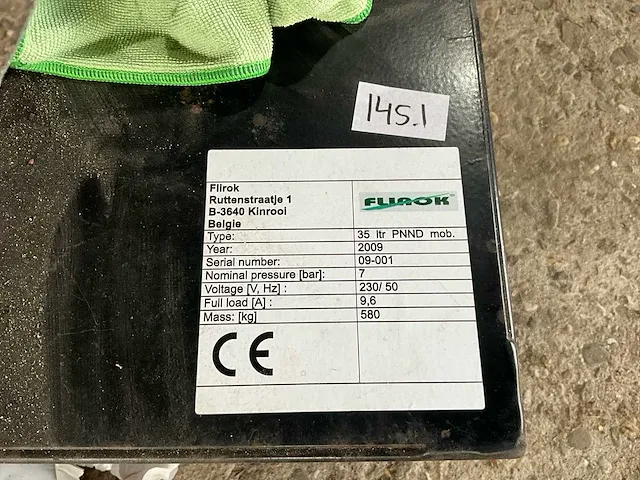 145.1
Flirok
Ruttenstraatje 1
B-3640 Kinrooi
Belgie
FLIROK
Type: 35 ltr PNND mob.
Year: 2009
Serial number: 09-001
Nominal pressure [bar]: 7
Voltage [V, Hz] : 230/ 50
Full load [A] : 9,6
Mass: [kg] 580
CE